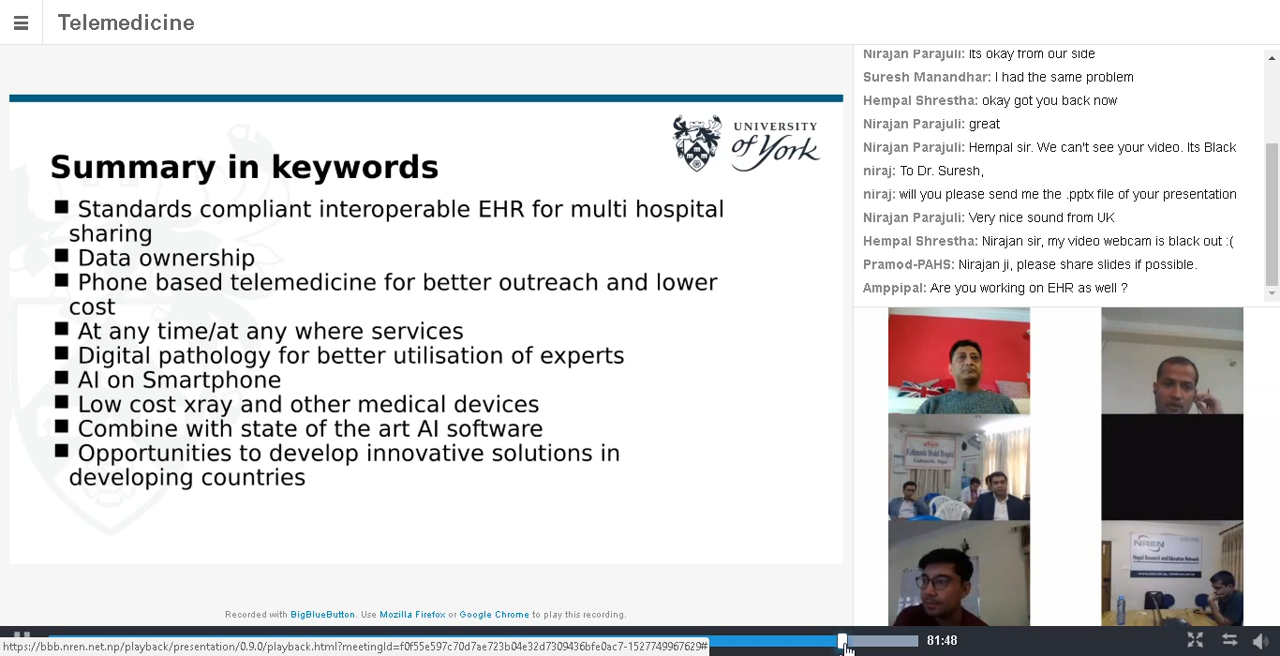 Telemedicine
UNIVERSITY
of York
Summary in keywords
Standards compliant interoperable EHR for multi hospital
sharing
Data ownership
Phone based telemedicine for better outreach and lower
cost
At any time/at any where services
Digital pathology for better utilisation of experts
AI on Smartphone
Low cost xray and other medical devices
Combine with state of the art AI software
Opportunities to develop innovative solutions in
developing countries
Recorded with BigBlueButton. Use Mozilla Firefox or Google Chrome to play this recording.
Nirajan Parajuli: Its okay from our side
Suresh Manandhar: I had the same problem
Hempal Shrestha: okay got you back now
Nirajan Parajuli: great
Nirajan Parajuli: Hempal sir. We can't see your video. Its Black
niraj: To Dr. Suresh,
niraj: will you please send me the .pptx file of your presentation
Nirajan Parajuli: Very nice sound from UK
Hempal Shrestha: Nirajan sir, my video webcam is black out :(
Pramod-PAHS: Nirajan ji, please share slides if possible.
Amppipal: Are you working on EHR as well ?
Kathmandu Model Hospital
NREN
Nepal Research and Education Network
81:48
https://bbb.nren.net.np/playback/presentation/0.9.0/playback.html?meetingId=f0f55e597c70d7ae723b04e32d7309436bfe0ac7-1527749967629#